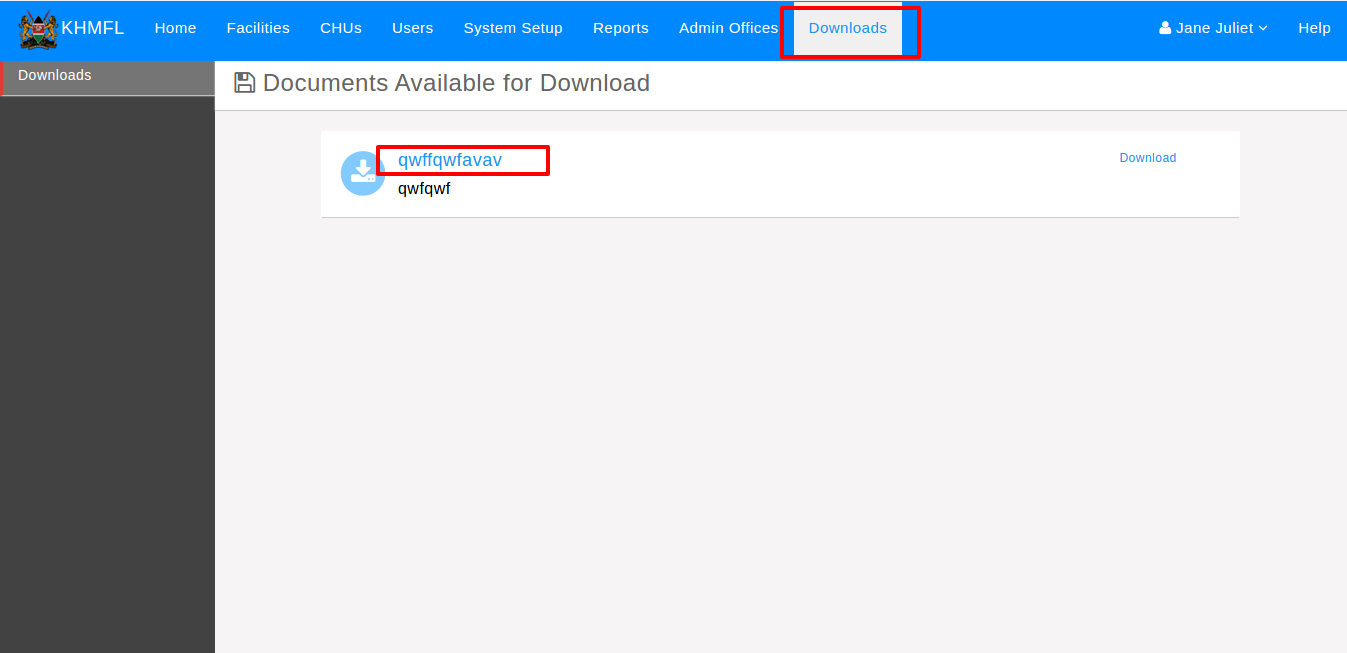 KHMFL Home Facilities CHUs Users System Setup Reports Admin Offices Downloads Jane Juliet Help
Downloads
Documents Available for Download
qwffqwfavav Download
qwfqwf